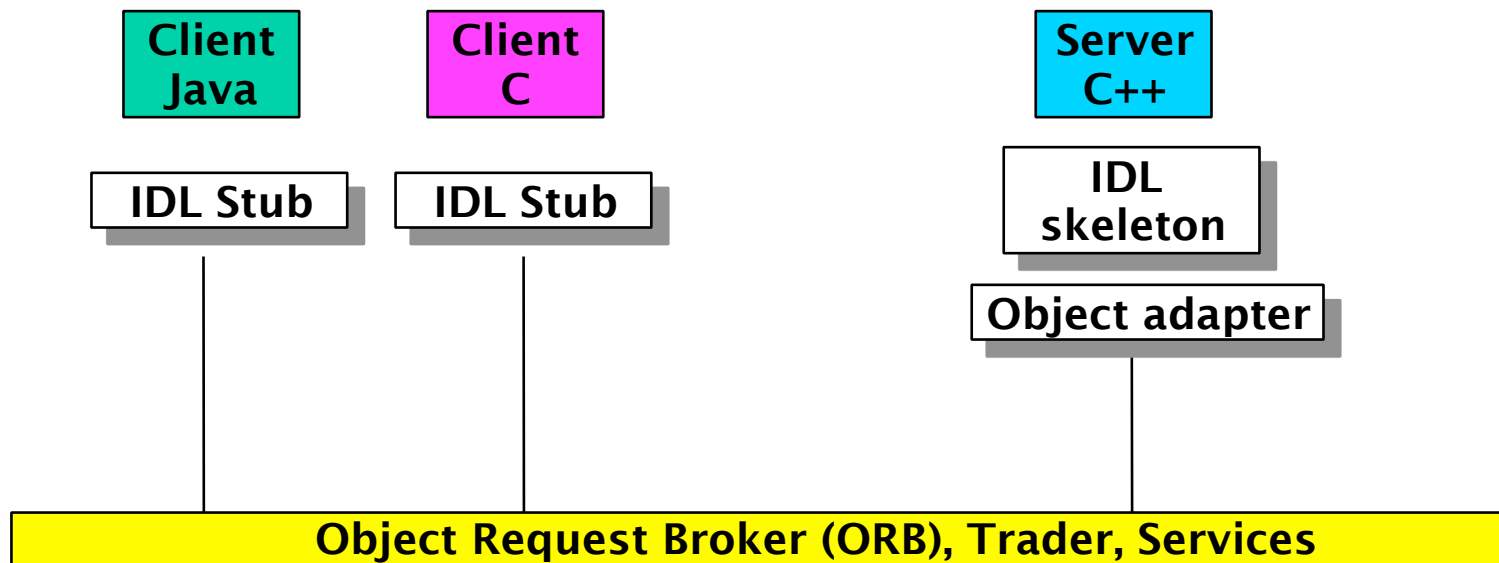 Client
Java
Client
C
Server
C++
IDL Stub
IDL Stub
IDL
skeleton
Object adapter
Object Request Broker (ORB), Trader, Services